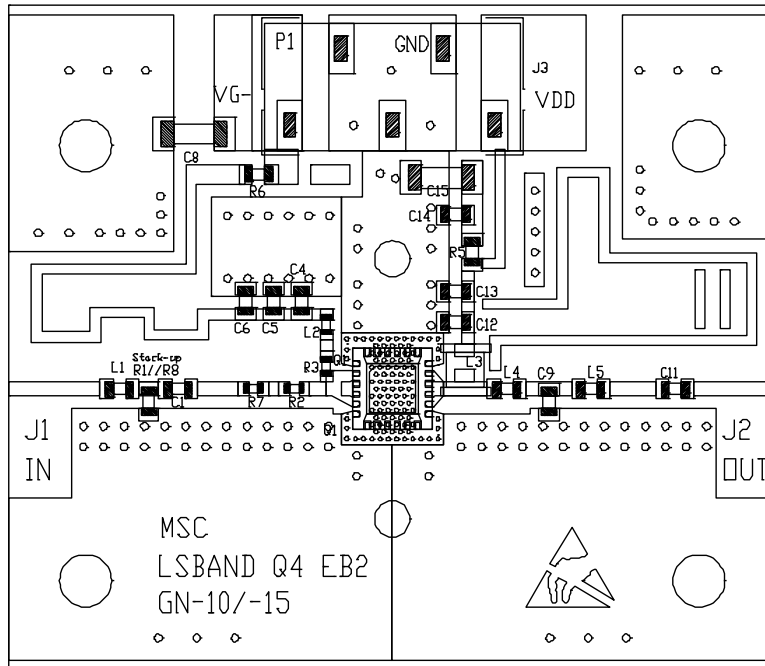 P1
GND
J3
VG-
VDD
C8
R6
C15
C14
R5
C4
C13
C6
C5
L2
C12
Q1
R3
L3
Stack-up
L1
R1//R8
L4
C9
L5
C11
C1
R7
R2
Q1
J1
J2
IN
OUT
MSC
LSBAND Q4 EB2
GN-10/-15